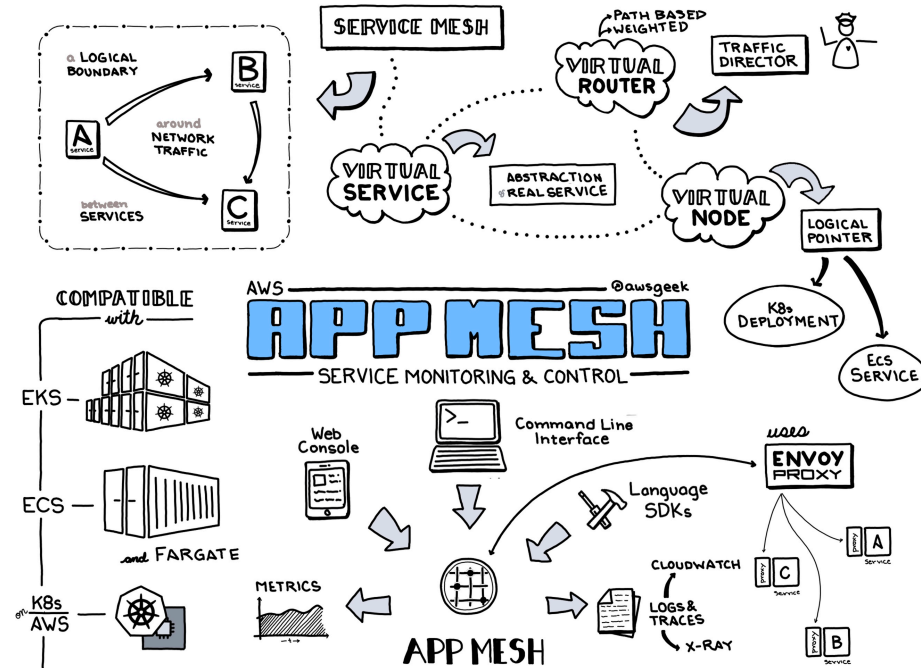 SERVICE MESH
a LOGICAL
BOUNDARY
A
service
B
service
C
service
around
NETWORK
TRAFFIC
between
SERVICES
PATH BASED
WEIGHTED
VIRTUAL
ROUTER
TRAFFIC
DIRECTOR
VIRTUAL
SERVICE
ABSTRACTION
of REAL SERVICE
VIRTUAL
NODE
LOGICAL
POINTER
K8s
DEPLOYMENT
Ecs
SERVICE
AWS
@awsgeek
APP MESH
SERVICE MONITORING & CONTROL
COMPATIBLE
with
EKS
ECS
and FARGATE
K8s
on
AWS
Web
Console
>_
Command Line
Interface
Language
SDKs
uses
ENVOY
PROXY
proxy
A
service
proxy
C
service
proxy
B
service
METRICS
t
APP MESH
CLOUDWATCH
LOGS &
TRACES
X-RAY